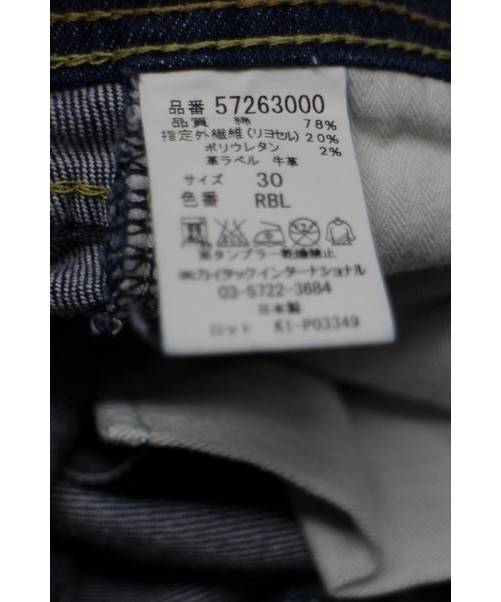 品番 57263000
品質 綿 78%
指定外繊維(リヨセル) 20%
ポリウレタン 2%
革ラベル 牛革
サイズ 30
色番 RBL
※タンブラー乾燥禁止
㈱カイタックインターナショナル
03-5722-3684
日本製
ロット K1-P03349